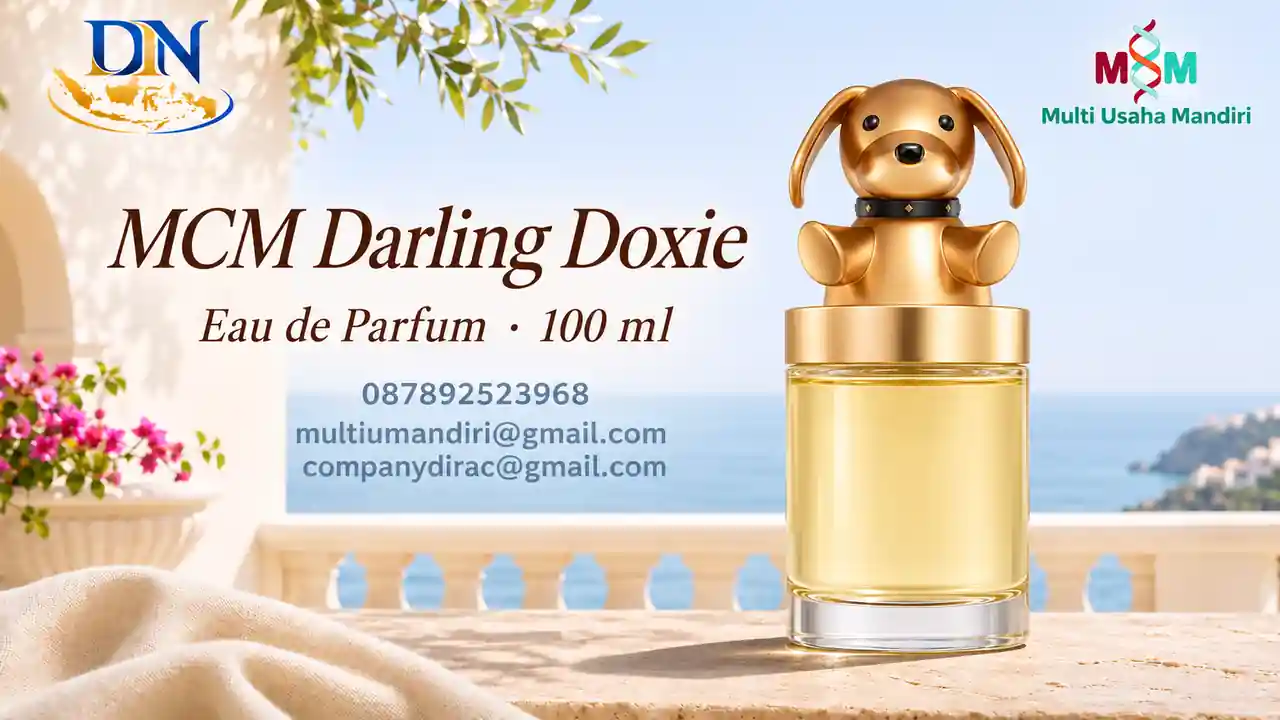 DN
MUM
Multi Usaha Mandiri
MCM Darling Doxie
Eau de Parfum · 100 ml
087892523968
multiumandiri@gmail.com
companydirac@gmail.com